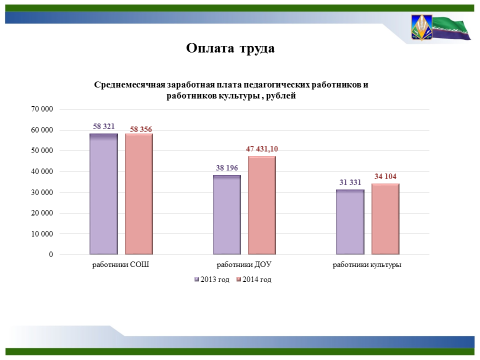 Оплата труда
Среднемесячная заработная плата педагогических работников и
работников культуры , рублей
70 000
60 000
50 000
40 000
30 000
20 000
10 000
0
58 321
58 356
38 196
47 431,10
31 331
34 104
работники СОШ
работники ДОУ
работники культуры
2013 год
2014 год